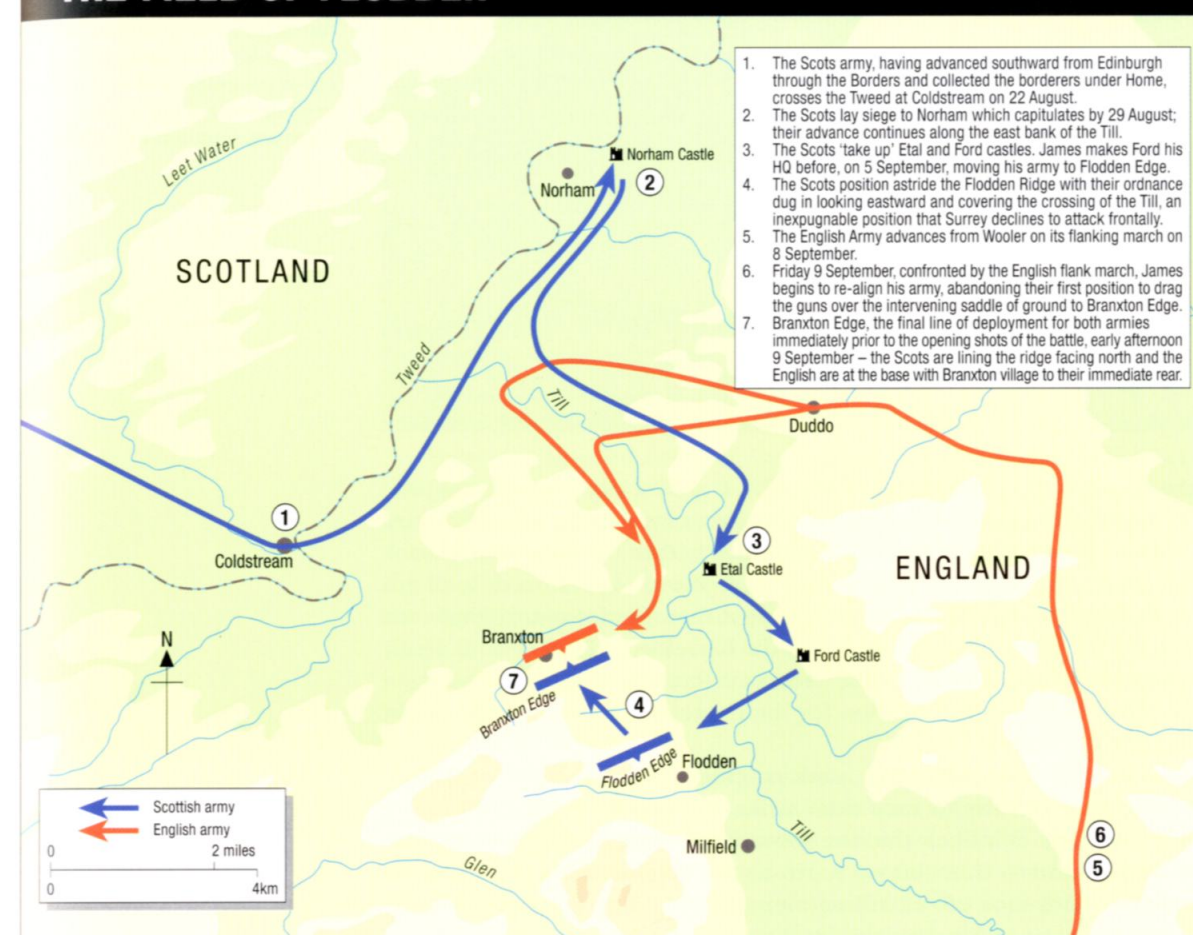 THE FIELD OF FLODDEN
1. The Scots army, having advanced southward from Edinburgh
through the Borders and collected the borderers under Home,
crosses the Tweed at Coldstream on 22 August.
2. The Scots lay siege to Norham which capitulates by 29 August;
their advance continues along the east bank of the Till.
3. The Scots ‘take up’ Etal and Ford castles. James makes Ford his
HQ before, on 5 September, moving his army to Flodden Edge.
4. The Scots position astride the Flodden Ridge with their ordnance
dug in looking eastward and covering the crossing of the Till, an
inexpugnable position that Surrey declines to attack frontally.
5. The English Army advances from Wooler on its flanking march on
8 September.
6. Friday 9 September, confronted by the English flank march, James
begins to re-align his army, abandoning their first position to drag
the guns over the intervening saddle of ground to Branxton Edge.
7. Branxton Edge, the final line of deployment for both armies
immediately prior to the opening shots of the battle, early afternoon
9 September – the Scots are lining the ridge facing north and the
English are at the base with Branxton village to their immediate rear.
Leet Water
Norham Castle
Norham
2
SCOTLAND
Tweed
Till
Duddo
1
Coldstream
3
Etal Castle
ENGLAND
N
Branxton
Ford Castle
7
Branxton Edge
4
Flodden Edge
Flodden
Milfield
Till
Glen
6
5
Scottish army
English army
0 2 miles
0 4km